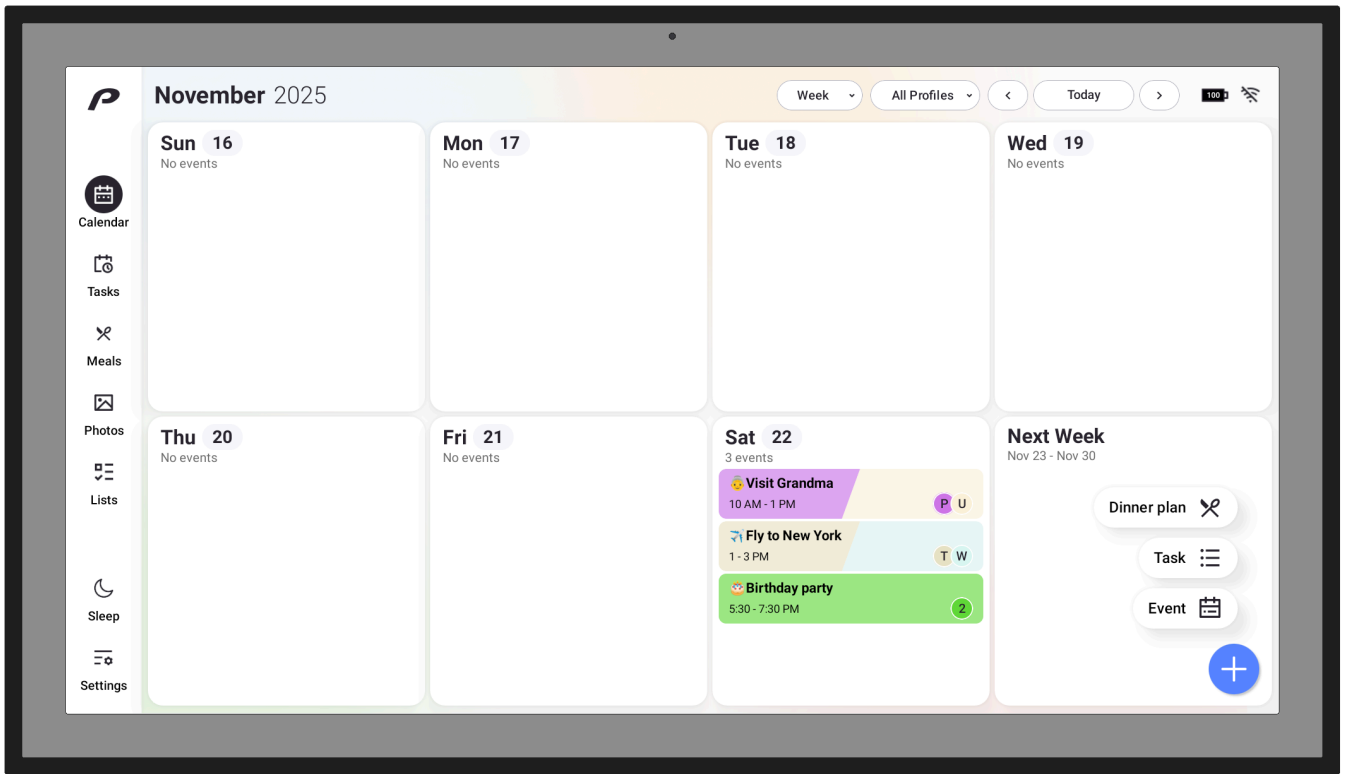 November 2025
Week
All Profiles
Today
100
Calendar
Tasks
Meals
Photos
Lists
Sleep
Settings
Sun 16
No events
Mon 17
No events
Tue 18
No events
Wed 19
No events
Thu 20
No events
Fri 21
No events
Sat 22
3 events
Visit Grandma
10 AM - 1 PM
P U
Fly to New York
1 - 3 PM
T W
Birthday party
5:30 - 7:30 PM
2
Next Week
Nov 23 - Nov 30
Dinner plan
Task
Event